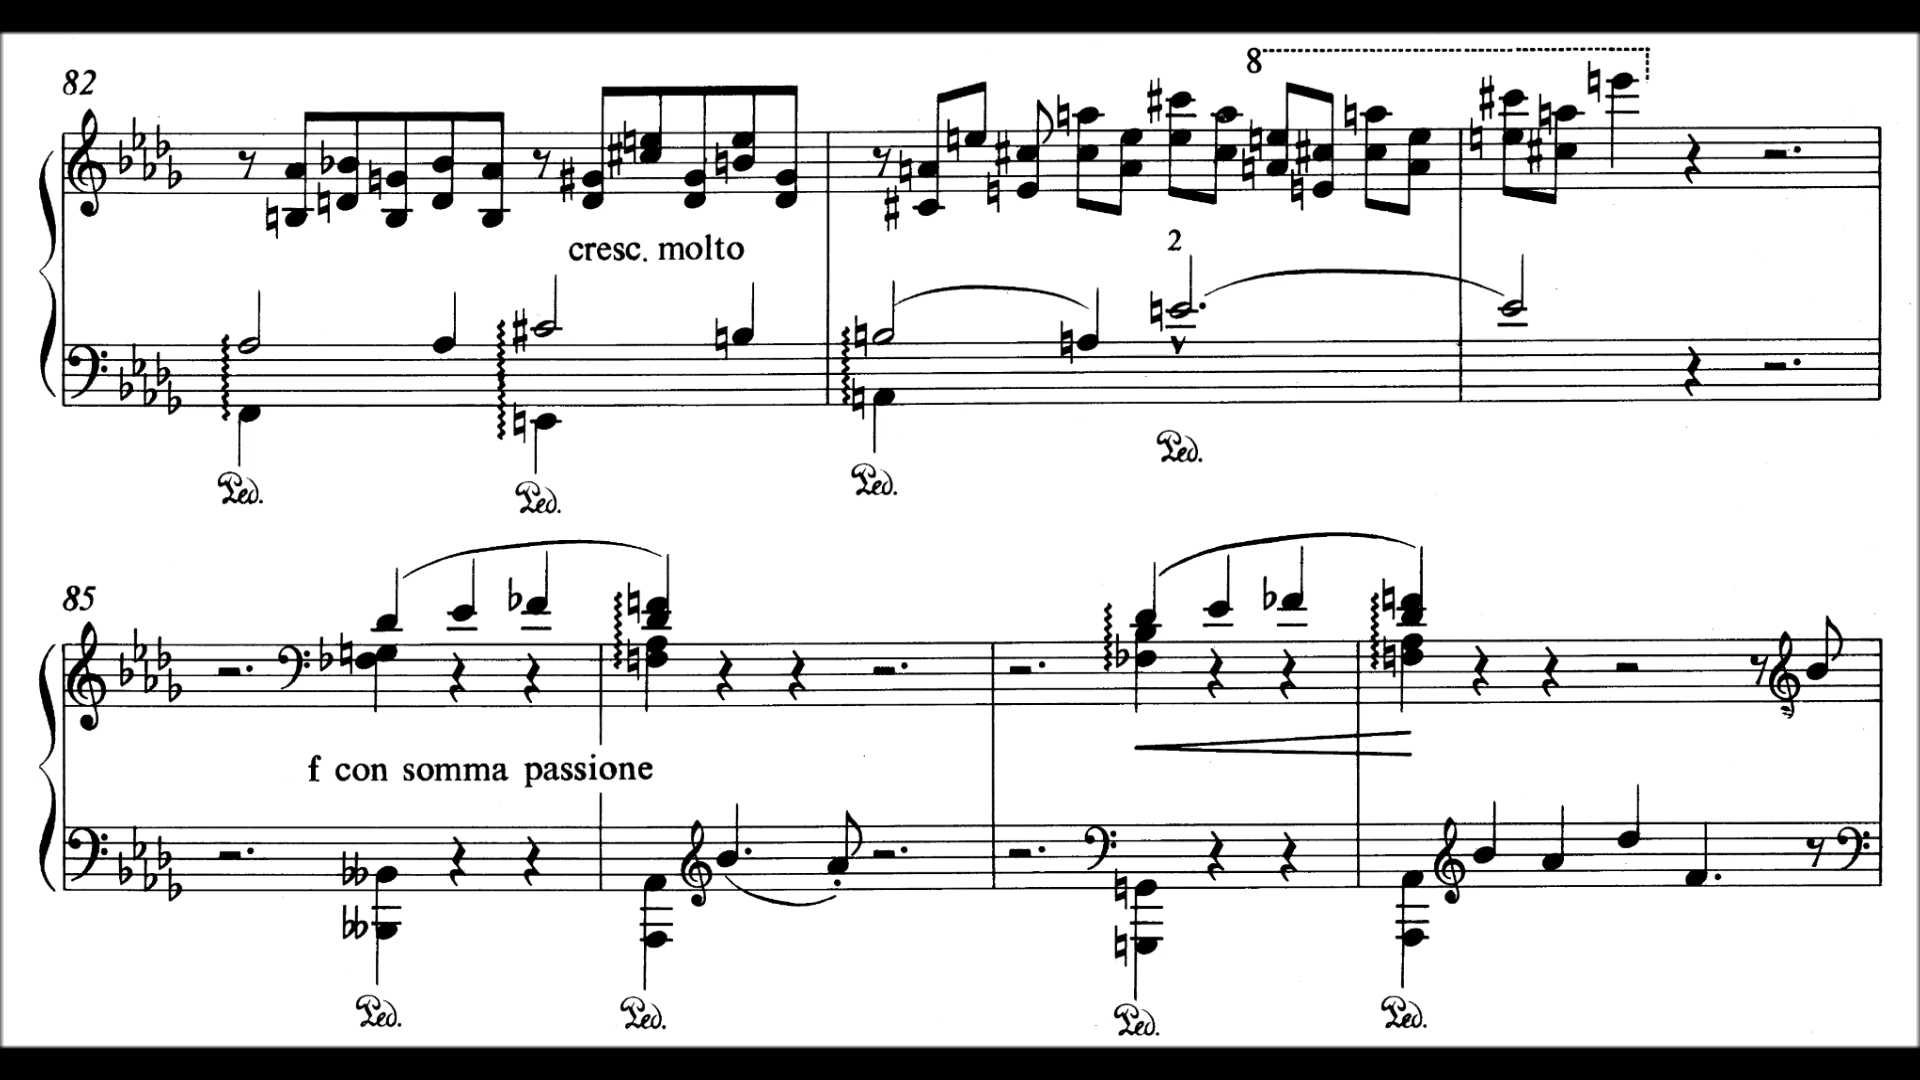 82
8
cresc. molto
2
Ped. Ped. Ped. Ped.
85
f con somma passione
Ped. Ped. Ped. Ped.